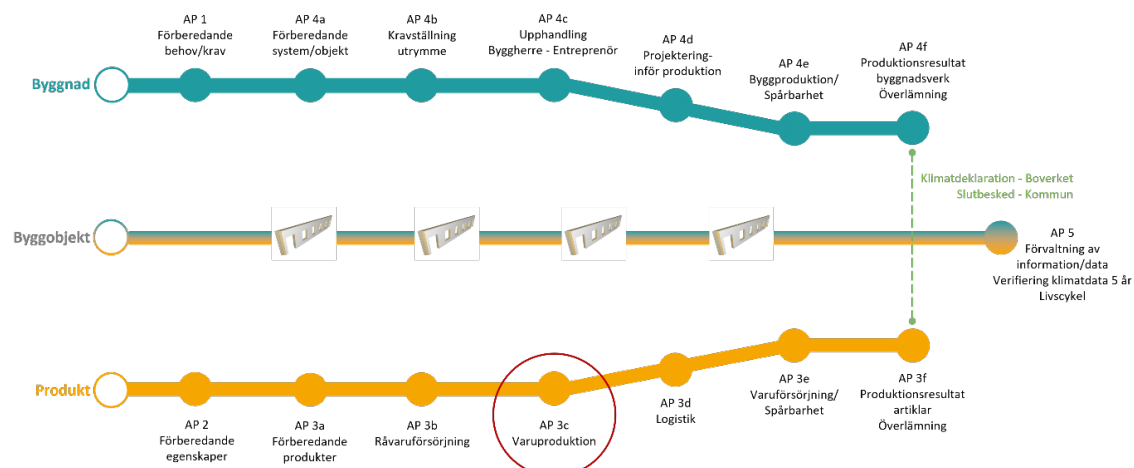 AP 1
Förberedande
behov/krav
AP 4a
Förberedande
system/objekt
AP 4b
Kravställning
utrymme
AP 4c
Upphandling
Byggherre - Entreprenör
AP 4d
Projektering-
inför produktion
AP 4e
Byggproduktion/
Spårbarhet
AP 4f
Produktionsresultat
byggnadsverk
Överlämning
Byggnad
Klimatdeklaration - Boverket
Slutbesked - Kommun
Byggobjekt
AP 5
Förvaltning av
information/data
Verifiering klimatdata 5 år
Livscykel
Produkt
AP 2
Förberedande
egenskaper
AP 3a
Förberedande
produkter
AP 3b
Råvaruförsörjning
AP 3c
Varuproduktion
AP 3d
Logistik
AP 3e
Varuförsörjning/
Spårbarhet
AP 3f
Produktionsresultat
artiklar
Överlämning